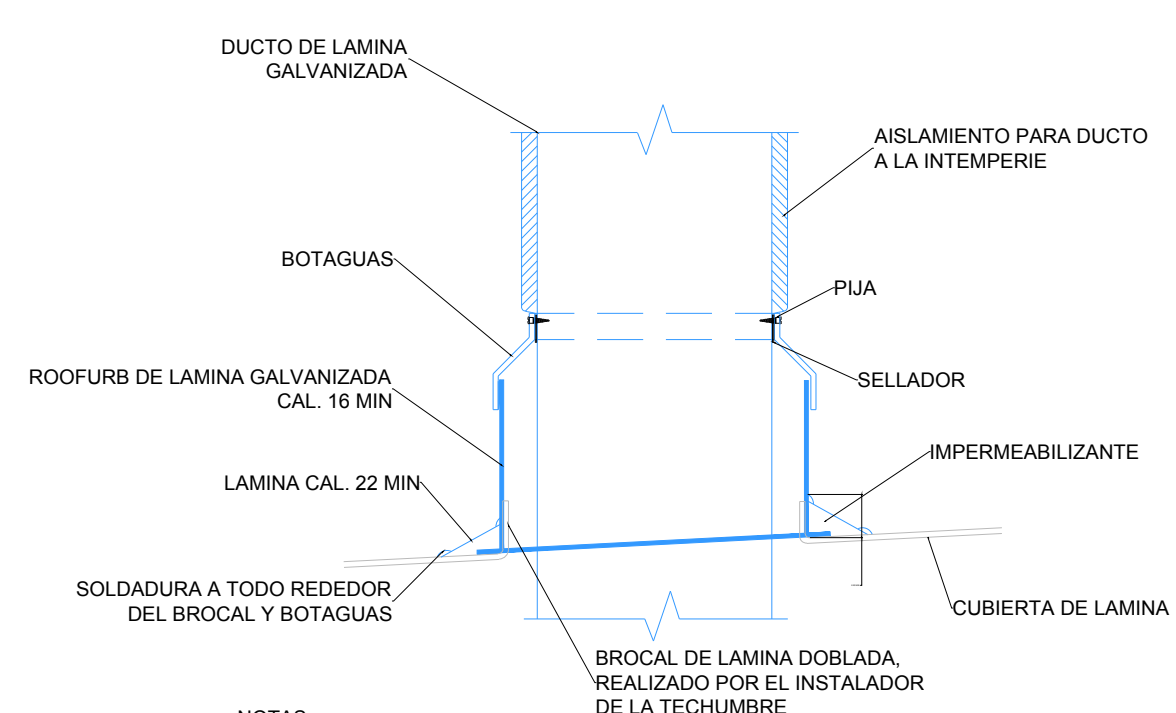 DUCTO DE LAMINA
GALVANIZADA
AISLAMIENTO PARA DUCTO
A LA INTEMPERIE
BOTAGUAS
PIJA
ROOFURB DE LAMINA GALVANIZADA
CAL. 16 MIN
SELLADOR
IMPERMEABILIZANTE
LAMINA CAL. 22 MIN
SOLDADURA A TODO REDEDOR
DEL BROCAL Y BOTAGUAS
CUBIERTA DE LAMINA
BROCAL DE LAMINA DOBLADA,
REALIZADO POR EL INSTALADOR
DE LA TECHUMBRE
NOTAS